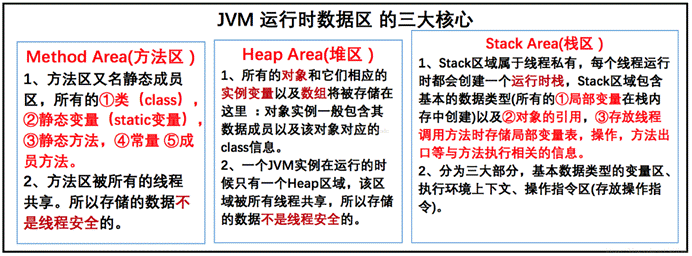 JVM 运行时数据区 的三大核心
Method Area(方法区)
1、方法区又名静态成员
区，所有的①类（class），
②静态变量（static变量），
③静态方法，④常量 ⑤成
员方法。
2、方法区被所有的线程
共享。所以存储的数据不
是线程安全的。
Heap Area(堆区)
1、所有的对象和它们相应的
实例变量以及数组将被存储在
这里 ：对象实例一般包含其
数据成员以及该对象对应的
class信息。
2、一个JVM实例在运行的时
候只有一个Heap区域，该区
域被所有线程共享，所以存储
的数据不是线程安全的。
Stack Area(栈区)
1、Stack区域属于线程私有，每个线程运行
时都会创建一个运行时栈，Stack区域包含
基本的数据类型(所有的①局部变量在栈内
存中创建)以及②对象的引用，③存放线程
调用方法时存储局部变量表，操作，方法出
口等与方法执行相关的信息。
2、分为三大部分，基本数据类型的变量区、
执行环境上下文、操作指令区(存放操作指
令)。